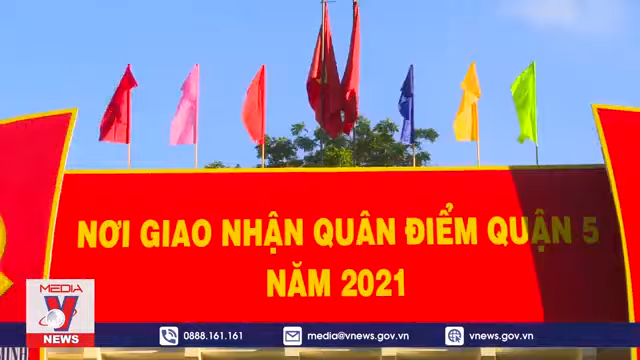 NƠI GIAO NHẬN QUÂN ĐIỂM QUẬN 5
NĂM 2021
MEDIA
NEWS
0888.161.161
media@vnews.gov.vn
vnews.gov.vn